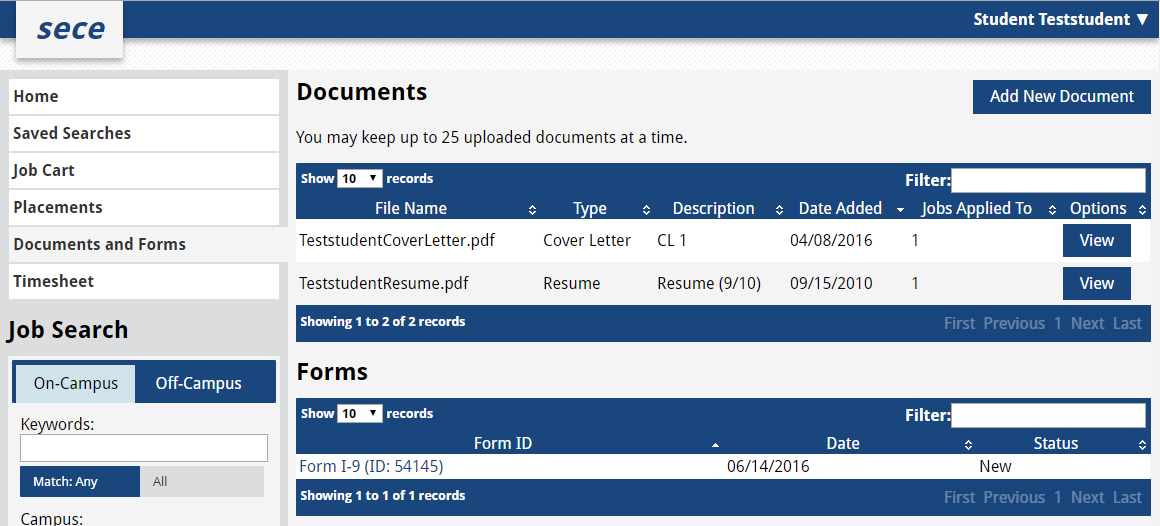 sece
Student Teststudent ▼
Home
Saved Searches
Job Cart
Placements
Documents and Forms
Timesheet
Job Search
On-Campus Off-Campus
Keywords:
Match: Any All
Campus:
Documents
Add New Document
You may keep up to 25 uploaded documents at a time.
Show 10 records Filter:
File Name Type Description Date Added Jobs Applied To Options
TeststudentCoverLetter.pdf Cover Letter CL 1 04/08/2016 1 View
TeststudentResume.pdf Resume Resume (9/10) 09/15/2010 1 View
Showing 1 to 2 of 2 records First Previous 1 Next Last
Forms
Show 10 records Filter:
Form ID Date Status
Form I-9 (ID: 54145) 06/14/2016 New
Showing 1 to 1 of 1 records First Previous 1 Next Last